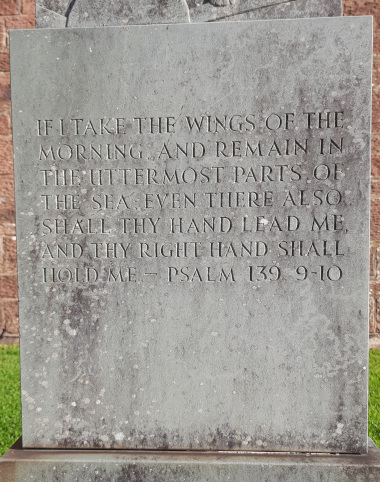 IF I TAKE THE WINGS OF THE
MORNING, AND REMAIN IN
THE UTTERMOST PARTS OF
THE SEA; EVEN THERE ALSO
SHALL THY HAND LEAD ME,
AND THY RIGHT HAND SHALL
HOLD ME — PSALM 139. 9-10